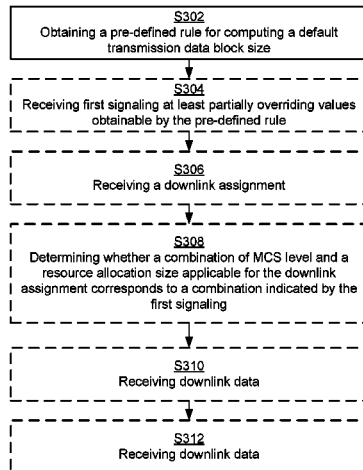 S302
Obtaining a pre-defined rule for computing a default
transmission data block size
S304
Receiving first signaling at least partially overriding values
obtainable by the pre-defined rule
S306
Receiving a downlink assignment
S308
Determining whether a combination of MCS level and a
resource allocation size applicable for the downlink
assignment corresponds to a combination indicated by the
first signaling
S310
Receiving downlink data
S312
Receiving downlink data